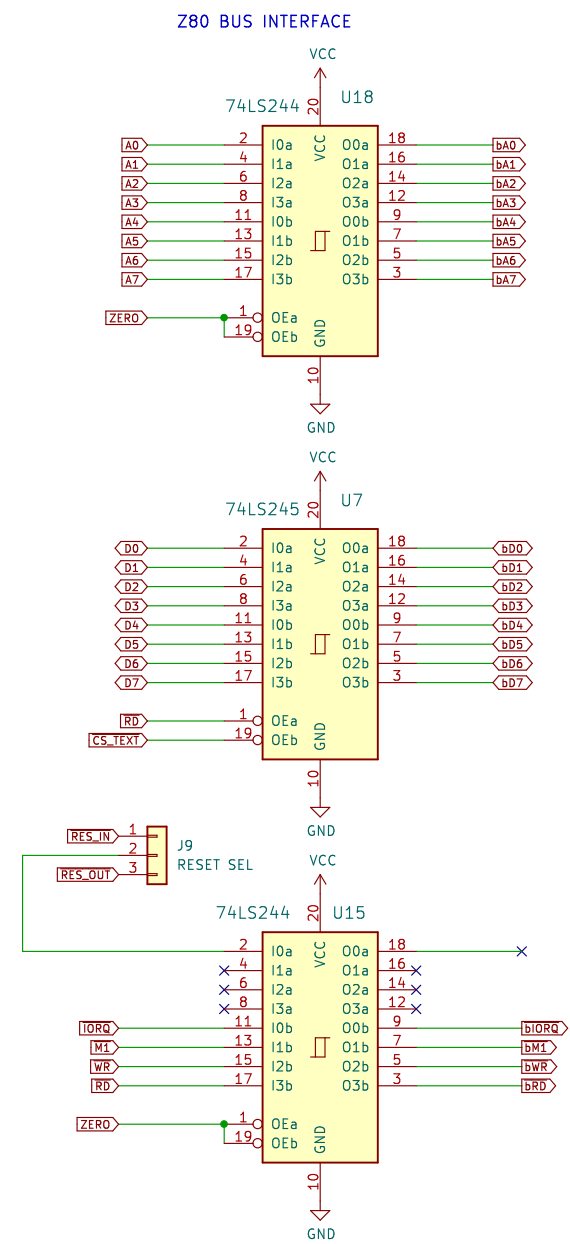 Z80 BUS INTERFACE
VCC
74LS244 20 U18
A0 2 I0a VCC O0a 18 bA0
A1 4 I1a O1a 16 bA1
A2 6 I2a O2a 14 bA2
A3 8 I3a O3a 12 bA3
A4 11 I0b O0b 9 bA4
A5 13 I1b O1b 7 bA5
A6 15 I2b O2b 5 bA6
A7 17 I3b O3b 3 bA7
ZERO 1 OEa
19 OEb GND
10
GND
VCC
74LS245 20 U7
D0 2 I0a VCC O0a 18 bD0
D1 4 I1a O1a 16 bD1
D2 6 I2a O2a 14 bD2
D3 8 I3a O3a 12 bD3
D4 11 I0b O0b 9 bD4
D5 13 I1b O1b 7 bD5
D6 15 I2b O2b 5 bD6
D7 17 I3b O3b 3 bD7
RD 1 OEa
CS_TEXT 19 OEb GND
10
GND
RES_IN 1
2 J9
RES_OUT 3 RESET SEL
VCC
74LS244 20 U15
2 I0a VCC O0a 18
4 I1a O1a 16
6 I2a O2a 14
8 I3a O3a 12
IORQ 11 I0b O0b 9 bIORQ
M1 13 I1b O1b 7 bM1
WR 15 I2b O2b 5 bWR
RD 17 I3b O3b 3 bRD
ZERO 1 OEa
19 OEb GND
10
GND